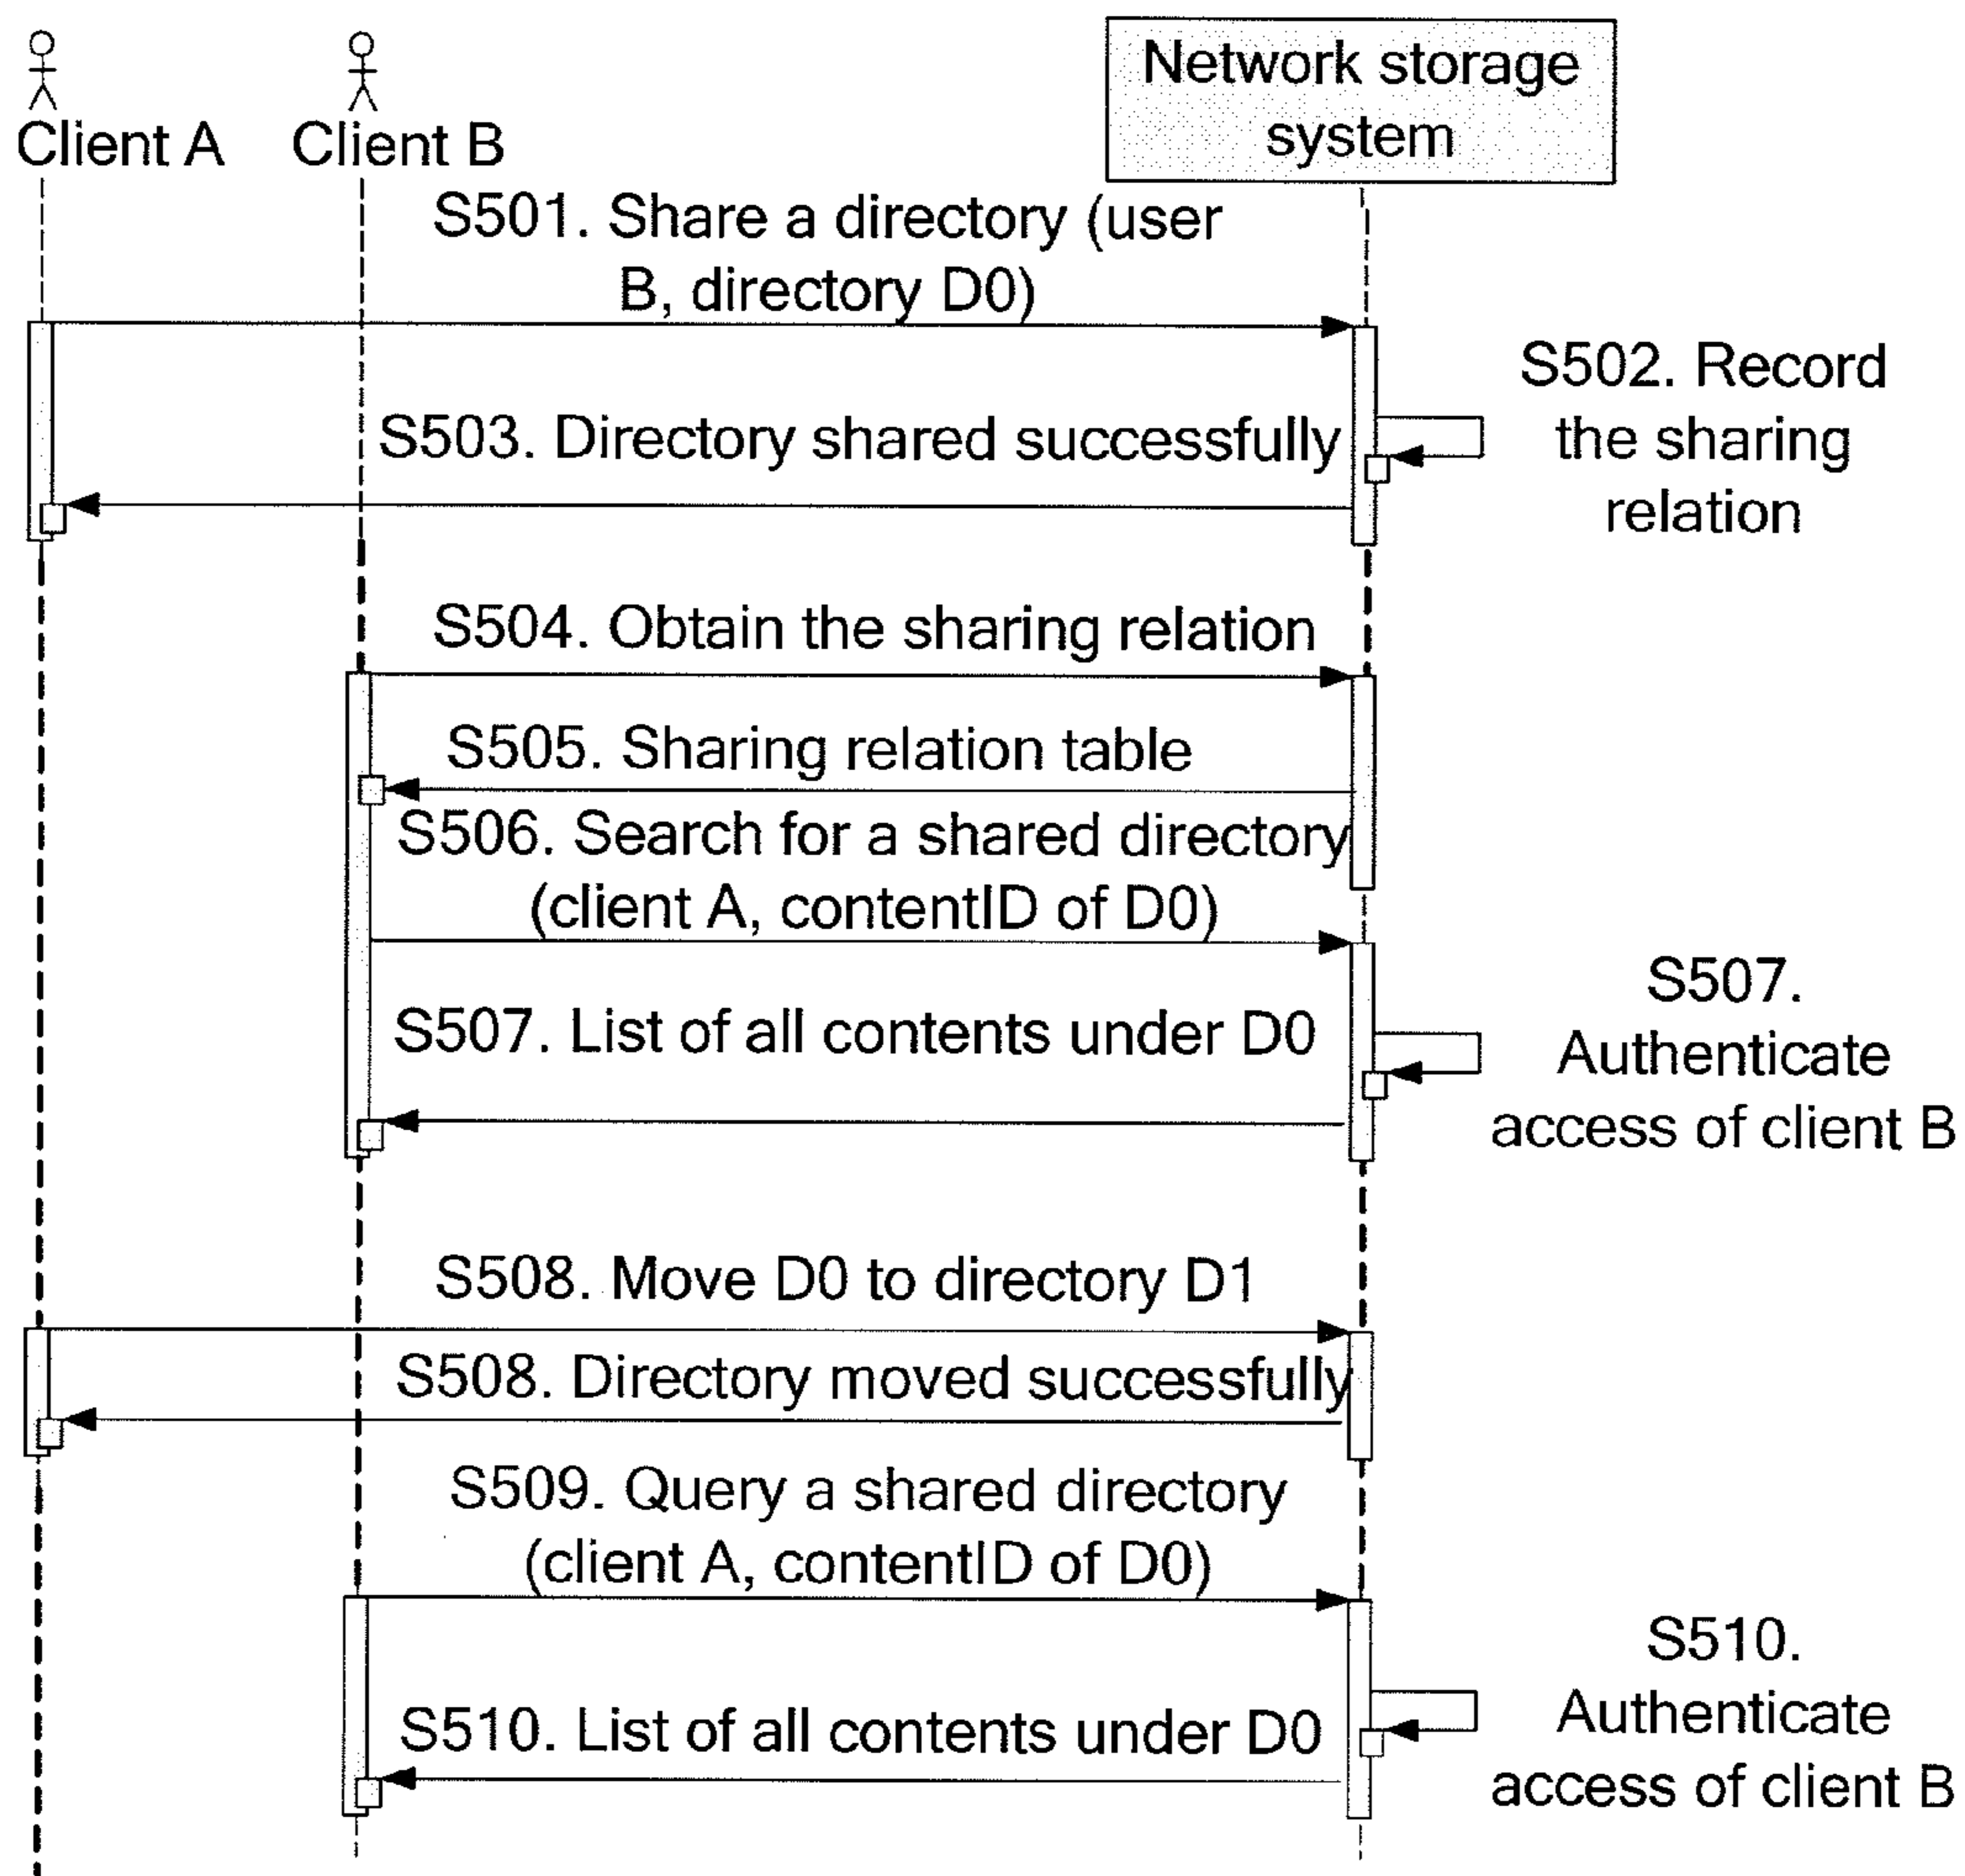 Client A
Client B
Network storage
system
S501. Share a directory (user
B, directory D0)
S502. Record
the sharing
relation
S503. Directory shared successfully
S504. Obtain the sharing relation
S505. Sharing relation table
S506. Search for a shared directory
(client A, contentID of D0)
S507.
Authenticate
access of client B
S507. List of all contents under D0
S508. Move D0 to directory D1
S508. Directory moved successfully
S509. Query a shared directory
(client A, contentID of D0)
S510.
Authenticate
access of client B
S510. List of all contents under D0